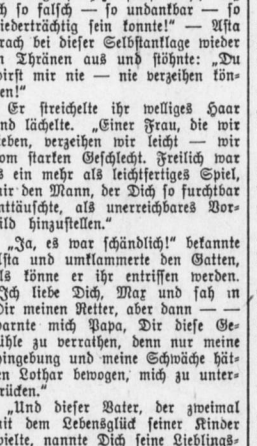 ch so falsch — so undankbar — so
niederträchtig sein konnte!“ — Asta
brach bei dieser Selbstanklage wieder
in Thränen aus und stöhnte: „Du
wirst mir nie — nie verzeihen kön-
nen!“
Er streichelte ihr welliges Haar
und lächelte. „Einer Frau, die wir
lieben, verzeihen wir leicht — wir
vom starken Geschlecht. Freilich war
es ein mehr als leichtfertiges Spiel,
mir den Mann, der Dich so furchtbar
enttäuschte, als unerreichbares Vor-
bild hinzustellen.“
„Ja, es war schändlich!“ bekannte
Asta und umklammerte den Gatten,
als könne er ihr entrissen werden.
„Ich liebe Dich, Max und sah in
Dir meinen Retter, aber dann — —
warnte mich Papa, Dir diese Ge-
fühle zu verrathen, denn nur meine
Hingebung und meine Schwäche hät-
ten Lothar bewogen, mich zu unter-
drücken.“
„Und dieser Vater, der zweimal
mit dem Lebensglück seiner Kinder
spielte, nannte Dich seine Lieblings-